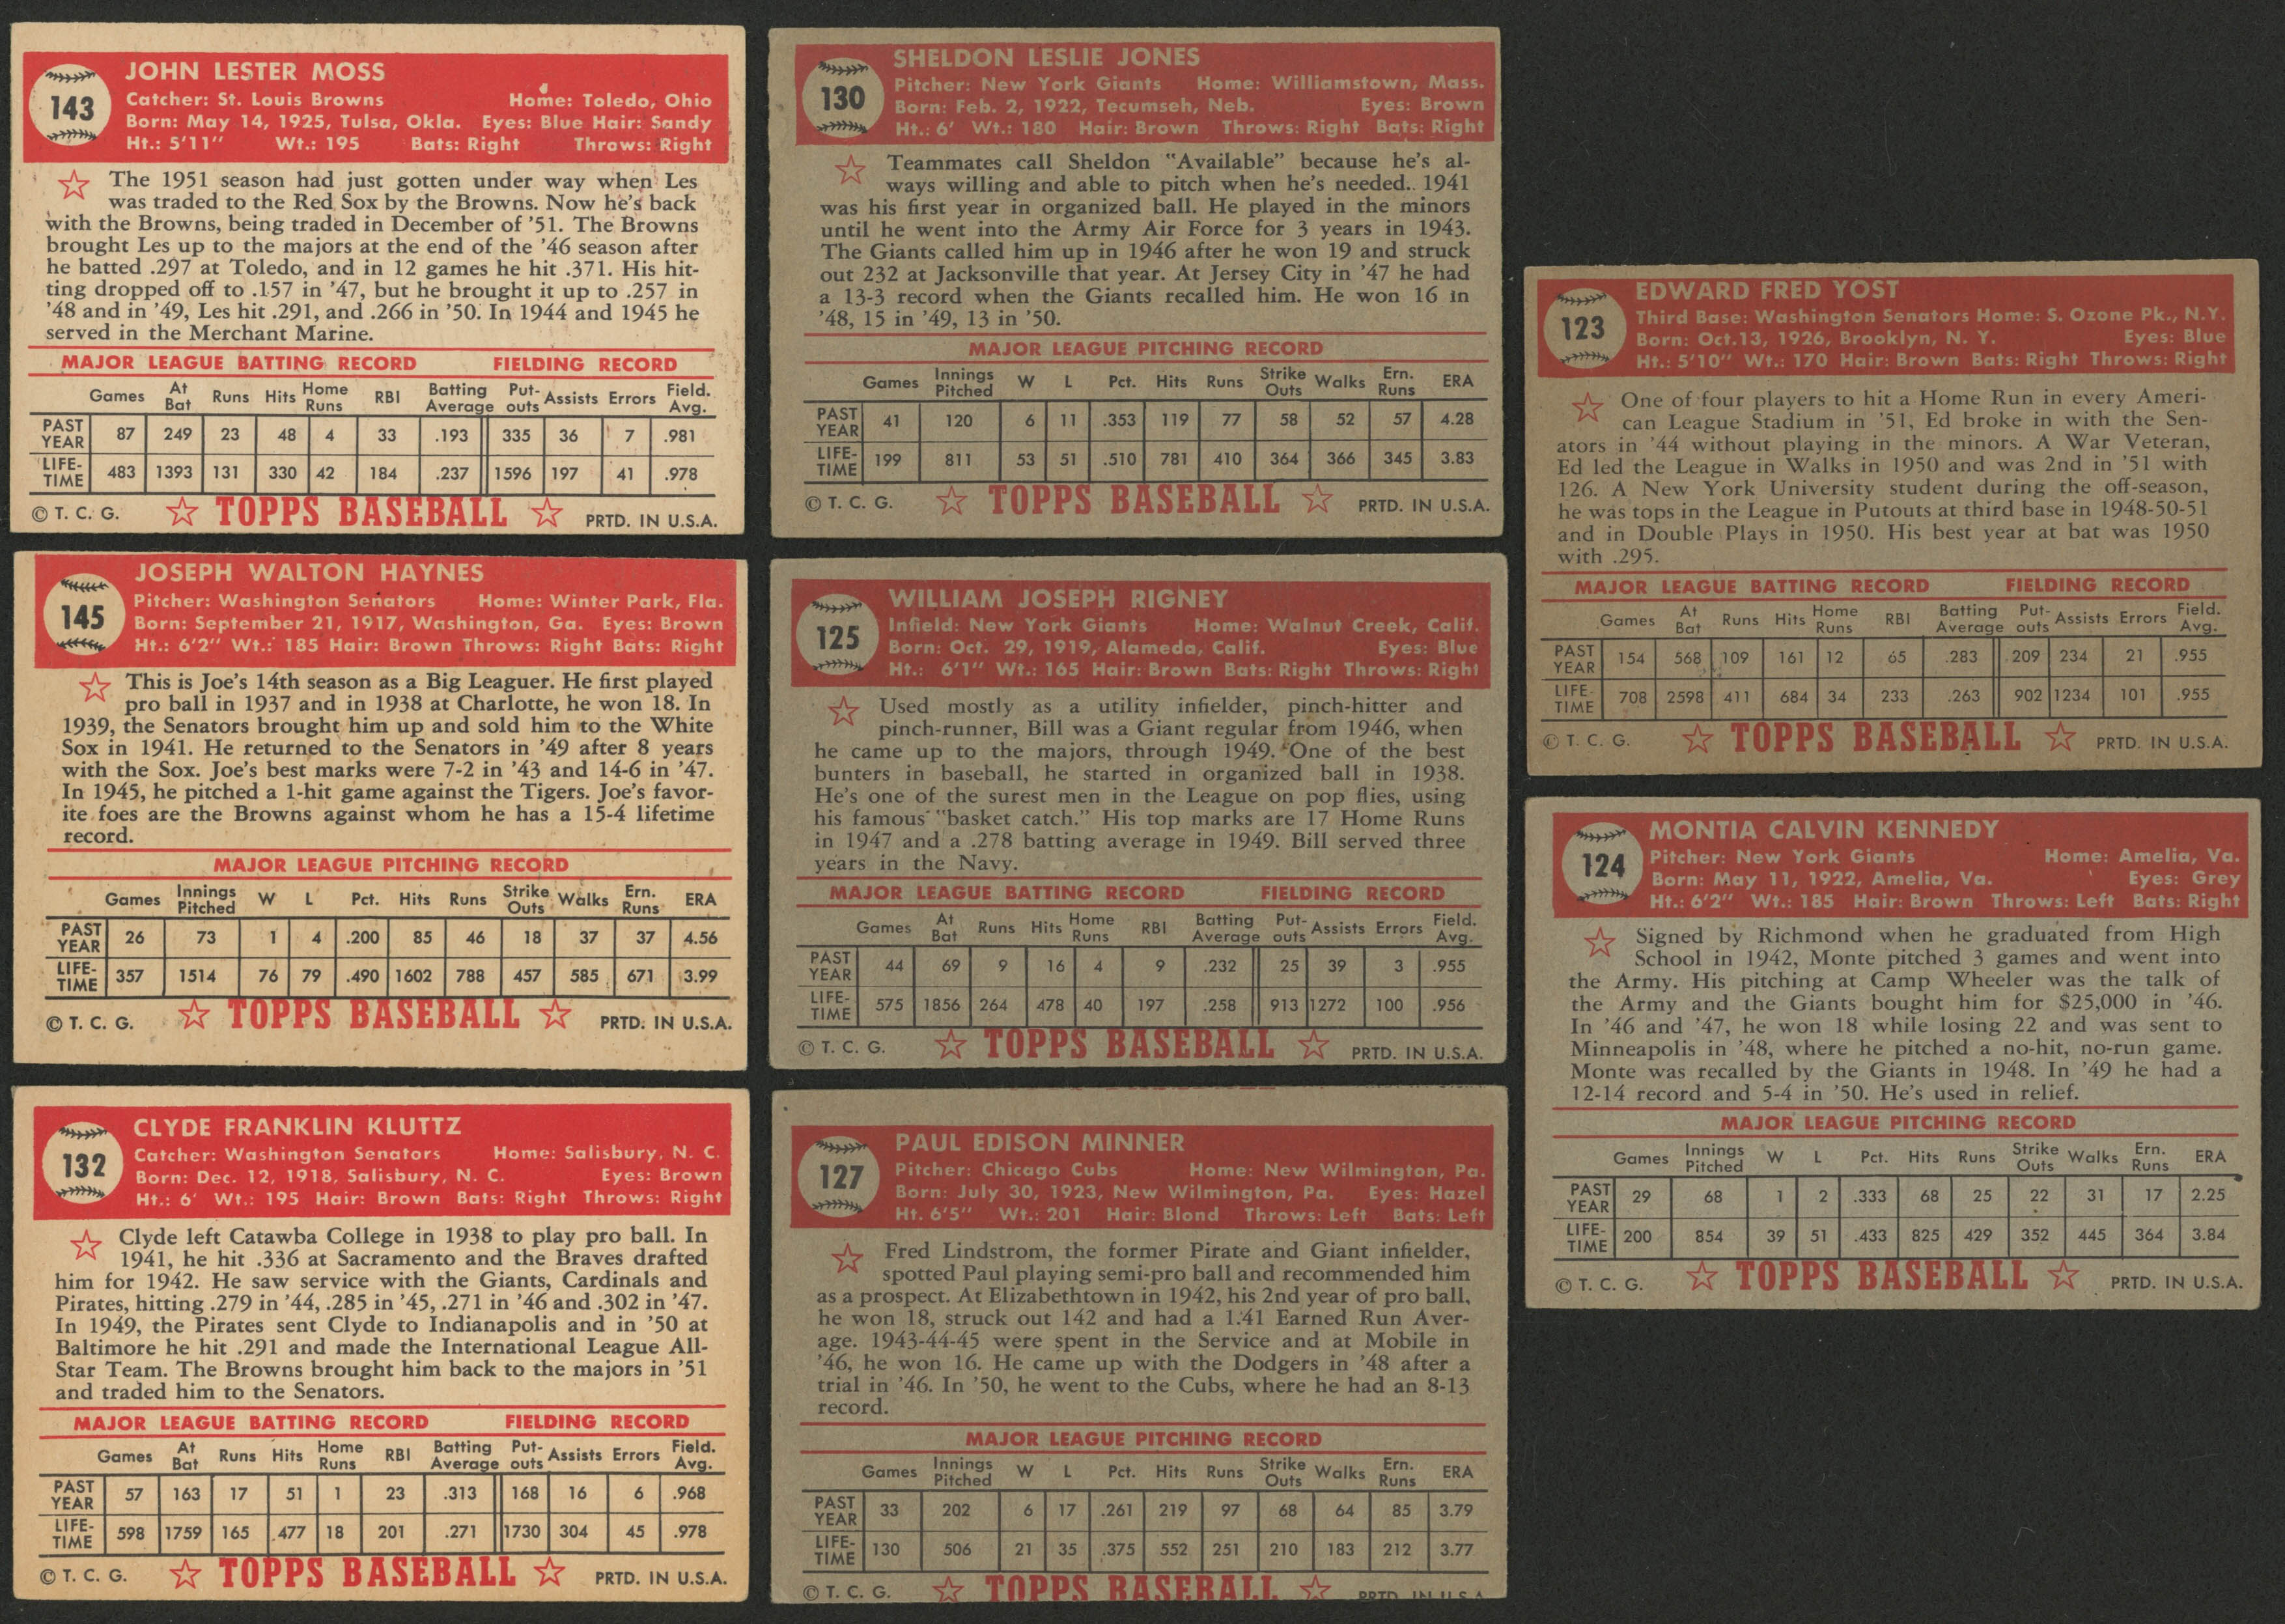 143
JOHN LESTER MOSS
Catcher: St. Louis Browns Home: Toledo, Ohio
Born: May 14, 1925, Tulsa, Okla. Eyes: Blue Hair: Sandy
Ht.: 5'11" Wt.: 195 Bats: Right Throws: Right
The 1951 season had just gotten under way when Les
was traded to the Red Sox by the Browns. Now he's back
with the Browns, being traded in December of '51. The Browns
brought Les up to the majors at the end of the '46 season after
he batted .297 at Toledo, and in 12 games he hit .371. His hit-
ting dropped off to .157 in '47, but he brought it up to .257 in
'48 and in '49, Les hit .291, and .266 in '50. In 1944 and 1945 he
served in the Merchant Marine.
MAJOR LEAGUE BATTING RECORD FIELDING RECORD
Games At Bat Runs Hits Home Runs RBI Batting Average Put-outs Assists Errors Field. Avg.
PAST YEAR 87 249 23 48 4 33 .193 335 36 7 .981
LIFE-TIME 483 1393 131 330 42 184 .237 1596 197 41 .978
© T. C. G. TOPPS BASEBALL PRTD. IN U.S.A.
145
JOSEPH WALTON HAYNES
Pitcher: Washington Senators Home: Winter Park, Fla.
Born: September 21, 1917, Washington, Ga. Eyes: Brown
Ht.: 6'2" Wt.: 185 Hair: Brown Throws: Right Bats: Right
This is Joe's 14th season as a Big Leaguer. He first played
pro ball in 1937 and in 1938 at Charlotte, he won 18. In
1939, the Senators brought him up and sold him to the White
Sox in 1941. He returned to the Senators in '49 after 8 years
with the Sox. Joe's best marks were 7-2 in '43 and 14-6 in '47.
In 1945, he pitched a 1-hit game against the Tigers. Joe's favor-
ite foes are the Browns against whom he has a 15-4 lifetime
record.
MAJOR LEAGUE PITCHING RECORD
Games Innings Pitched W L Pct. Hits Runs Strike Outs Walks Ern. Runs ERA
PAST YEAR 26 73 1 4 .200 85 46 18 37 37 4.56
LIFE-TIME 357 1514 76 79 .490 1602 788 457 585 671 3.99
© T. C. G. TOPPS BASEBALL PRTD. IN U.S.A.
132
CLYDE FRANKLIN KLUTTZ
Catcher: Washington Senators Home: Salisbury, N. C.
Born: Dec. 12, 1918, Salisbury, N. C. Eyes: Brown
Ht.: 6' Wt.: 195 Hair: Brown Bats: Right Throws: Right
Clyde left Catawba College in 1938 to play pro ball. In
1941, he hit .336 at Sacramento and the Braves drafted
him for 1942. He saw service with the Giants, Cardinals and
Pirates, hitting .279 in '44, .285 in '45, .271 in '46 and .302 in '47.
In 1949, the Pirates sent Clyde to Indianapolis and in '50 at
Baltimore he hit .291 and made the International League All-
Star Team. The Browns brought him back to the majors in '51
and traded him to the Senators.
MAJOR LEAGUE BATTING RECORD FIELDING RECORD
Games At Bat Runs Hits Home Runs RBI Batting Average Put-outs Assists Errors Field. Avg.
PAST YEAR 57 163 17 51 1 23 .313 168 16 6 .968
LIFE-TIME 598 1759 165 477 18 201 .271 1730 304 45 .978
© T. C. G. TOPPS BASEBALL PRTD. IN U.S.A.
130
SHELDON LESLIE JONES
Pitcher: New York Giants Home: Williamstown, Mass.
Born: Feb. 2, 1922, Tecumseh, Neb. Eyes: Brown
Ht.: 6' Wt.: 180 Hair: Brown Throws: Right Bats: Right
Teammates call Sheldon "Available" because he's al-
ways willing and able to pitch when he's needed.. 1941
was his first year in organized ball. He played in the minors
until he went into the Army Air Force for 3 years in 1943.
The Giants called him up in 1946 after he won 19 and struck
out 232 at Jacksonville that year. At Jersey City in '47 he had
a 13-3 record when the Giants recalled him. He won 16 in
'48, 15 in '49, 13 in '50.
MAJOR LEAGUE PITCHING RECORD
Games Innings Pitched W L Pct. Hits Runs Strike Outs Walks Ern. Runs ERA
PAST YEAR 41 120 6 11 .353 119 77 58 52 57 4.28
LIFE-TIME 199 811 53 51 .510 781 410 364 366 345 3.83
© T. C. G. TOPPS BASEBALL PRTD. IN U.S.A.
125
WILLIAM JOSEPH RIGNEY
Infield: New York Giants Home: Walnut Creek, Calif.
Born: Oct. 29, 1919, Alameda, Calif. Eyes: Blue
Ht.: 6'1" Wt.: 165 Hair: Brown Bats: Right Throws: Right
Used mostly as a utility infielder, pinch-hitter and
pinch-runner, Bill was a Giant regular from 1946, when
he came up to the majors, through 1949. One of the best
bunters in baseball, he started in organized ball in 1938.
He's one of the surest men in the League on pop flies, using
his famous "basket catch." His top marks are 17 Home Runs
in 1947 and a .278 batting average in 1949. Bill served three
years in the Navy.
MAJOR LEAGUE BATTING RECORD FIELDING RECORD
Games At Bat Runs Hits Home Runs RBI Batting Average Put-outs Assists Errors Field. Avg.
PAST YEAR 44 69 9 16 4 9 .232 25 39 3 .955
LIFE-TIME 575 1856 264 478 40 197 .258 913 1272 100 .956
© T. C. G. TOPPS BASEBALL PRTD. IN U.S.A.
127
PAUL EDISON MINNER
Pitcher: Chicago Cubs Home: New Wilmington, Pa.
Born: July 30, 1923, New Wilmington, Pa. Eyes: Hazel
Ht. 6'5" Wt.: 201 Hair: Blond Throws: Left Bats: Left
Fred Lindstrom, the former Pirate and Giant infielder,
spotted Paul playing semi-pro ball and recommended him
as a prospect. At Elizabethtown in 1942, his 2nd year of pro ball,
he won 18, struck out 142 and had a 1.41 Earned Run Aver-
age. 1943-44-45 were spent in the Service and at Mobile in
'46, he won 16. He came up with the Dodgers in '48 after a
trial in '46. In '50, he went to the Cubs, where he had an 8-13
record.
MAJOR LEAGUE PITCHING RECORD
Games Innings Pitched W L Pct. Hits Runs Strike Outs Walks Ern. Runs ERA
PAST YEAR 33 202 6 17 .261 219 97 68 64 85 3.79
LIFE-TIME 130 506 21 35 .375 552 251 210 183 212 3.77
© T. C. G. TOPPS BASEBALL PRTD. IN U.S.A.
123
EDWARD FRED YOST
Third Base: Washington Senators Home: S. Ozone Pk., N.Y.
Born: Oct.13, 1926, Brooklyn, N. Y. Eyes: Blue
Ht.: 5'10" Wt.: 170 Hair: Brown Bats: Right Throws: Right
One of four players to hit a Home Run in every Ameri-
can League Stadium in '51, Ed broke in with the Sen-
ators in '44 without playing in the minors. A War Veteran,
Ed led the League in Walks in 1950 and was 2nd in '51 with
126. A New York University student during the off-season,
he was tops in the League in Putouts at third base in 1948-50-51
and in Double Plays in 1950. His best year at bat was 1950
with .295.
MAJOR LEAGUE BATTING RECORD FIELDING RECORD
Games At Bat Runs Hits Home Runs RBI Batting Average Put-outs Assists Errors Field. Avg.
PAST YEAR 154 568 109 161 12 65 .283 209 234 21 .955
LIFE-TIME 708 2598 411 684 34 233 .263 902 1234 101 .955
© T. C. G. TOPPS BASEBALL PRTD. IN U.S.A.
124
MONTIA CALVIN KENNEDY
Pitcher: New York Giants Home: Amelia, Va.
Born: May 11, 1922, Amelia, Va. Eyes: Grey
Ht.: 6'2" Wt.: 185 Hair: Brown Throws: Left Bats: Right
Signed by Richmond when he graduated from High
School in 1942, Monte pitched 3 games and went into
the Army. His pitching at Camp Wheeler was the talk of
the Army and the Giants bought him for $25,000 in '46.
In '46 and '47, he won 18 while losing 22 and was sent to
Minneapolis in '48, where he pitched a no-hit, no-run game.
Monte was recalled by the Giants in 1948. In '49 he had a
12-14 record and 5-4 in '50. He's used in relief.
MAJOR LEAGUE PITCHING RECORD
Games Innings Pitched W L Pct. Hits Runs Strike Outs Walks Ern. Runs ERA
PAST YEAR 29 68 1 2 .333 68 25 22 31 17 2.25
LIFE-TIME 200 854 39 51 .433 825 429 352 445 364 3.84
© T. C. G. TOPPS BASEBALL PRTD. IN U.S.A.